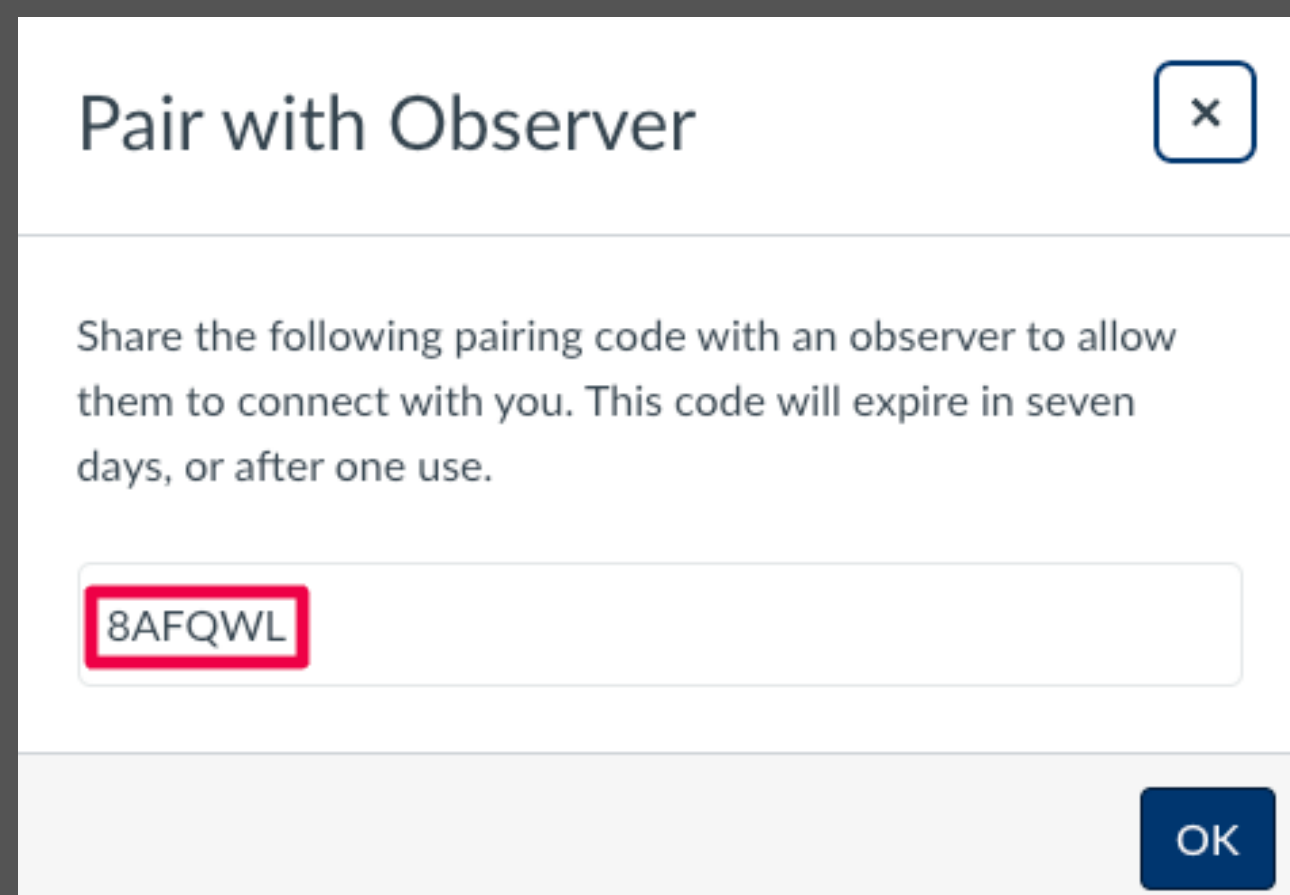 Pair with Observer
×
Share the following pairing code with an observer to allow
them to connect with you. This code will expire in seven
days, or after one use.
8AFQWL
OK